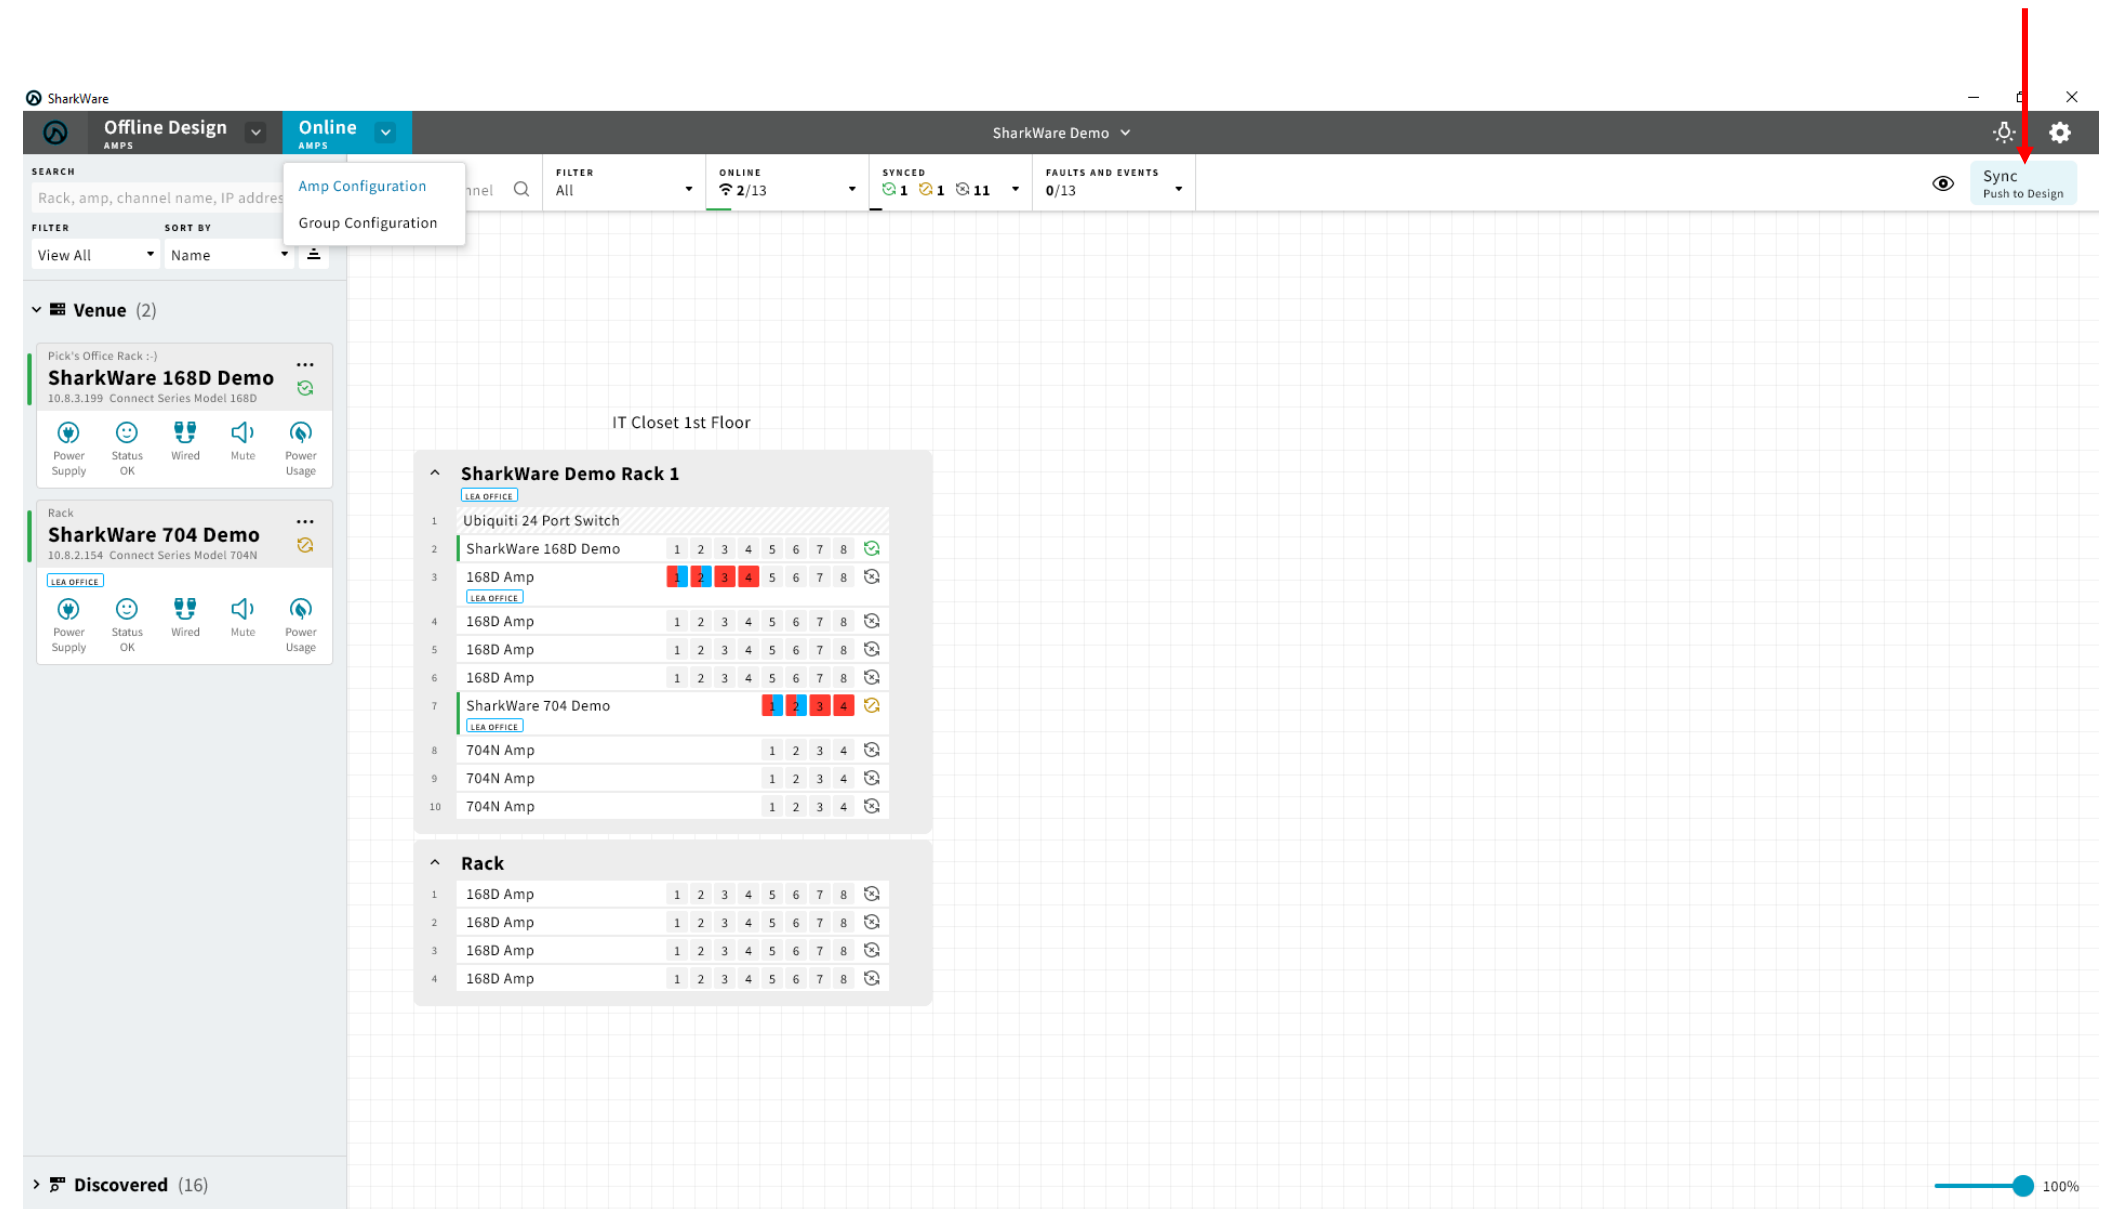 SharkWare
Offline Design
AMPS
Online
AMPS
SharkWare Demo
SEARCH
Rack, amp, channel name, IP addres
Amp Configuration
Group Configuration
nnel
FILTER
All
ONLINE
2/13
SYNCED
1 1 11
FAULTS AND EVENTS
0/13
Sync
Push to Design
FILTER
View All
SORT BY
Name
Venue (2)
Pick's Office Rack :-)
SharkWare 168D Demo
10.8.3.199 Connect Series Model 168D
Power Supply
Status OK
Wired
Mute
Power Usage
Rack
SharkWare 704 Demo
10.8.2.154 Connect Series Model 704N
LEA OFFICE
Power Supply
Status OK
Wired
Mute
Power Usage
Discovered (16)
IT Closet 1st Floor
SharkWare Demo Rack 1
LEA OFFICE
1 Ubiquiti 24 Port Switch
2 SharkWare 168D Demo 1 2 3 4 5 6 7 8
3 168D Amp 1 2 3 4 5 6 7 8
LEA OFFICE
4 168D Amp 1 2 3 4 5 6 7 8
5 168D Amp 1 2 3 4 5 6 7 8
6 168D Amp 1 2 3 4 5 6 7 8
7 SharkWare 704 Demo 1 2 3 4
LEA OFFICE
8 704N Amp 1 2 3 4
9 704N Amp 1 2 3 4
10 704N Amp 1 2 3 4
Rack
1 168D Amp 1 2 3 4 5 6 7 8
2 168D Amp 1 2 3 4 5 6 7 8
3 168D Amp 1 2 3 4 5 6 7 8
4 168D Amp 1 2 3 4 5 6 7 8
100%